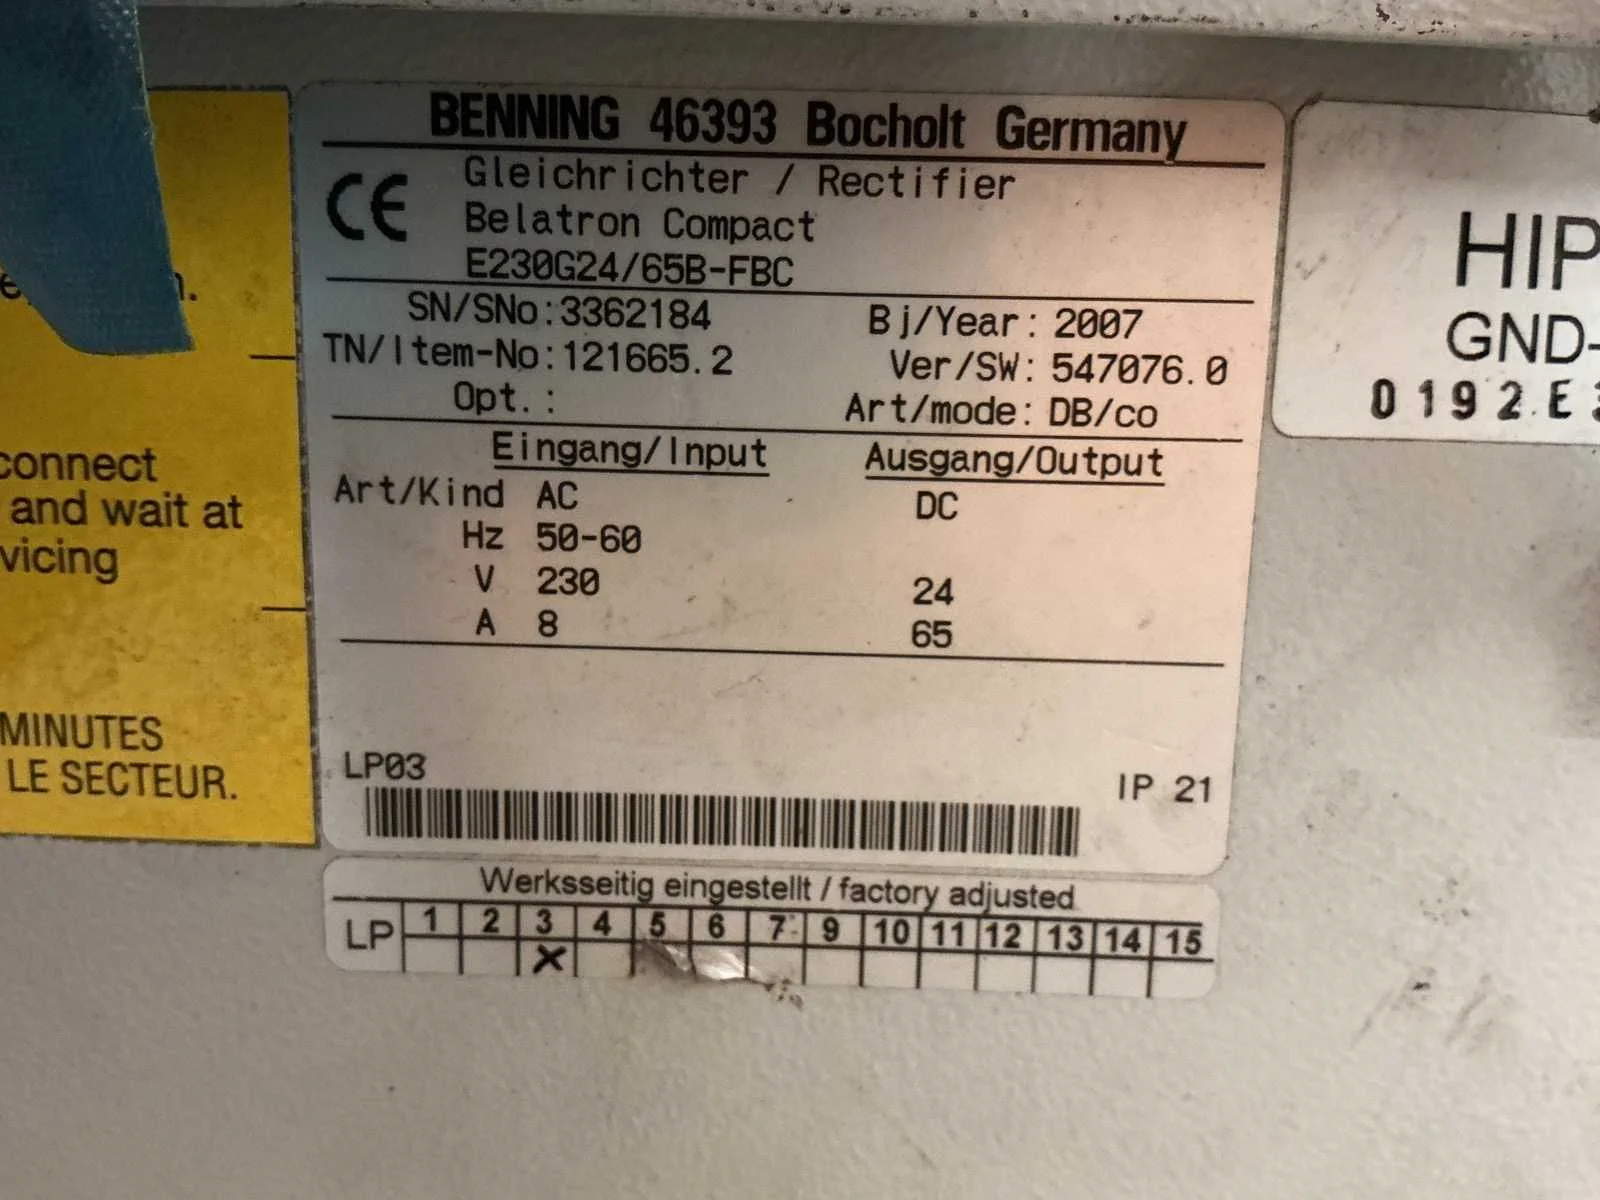 BENNING 46393 Bocholt Germany
CE
Gleichrichter / Rectifier
Belatron Compact
E230G24/65B-FBC
SN/SNo:3362184 Bj/Year: 2007
TN/Item-No:121665.2 Ver/SW: 547076.0
Opt.: Art/mode: DB/co
Eingang/Input Ausgang/Output
Art/Kind AC DC
Hz 50-60
V 230 24
A 8 65
LP03
IP 21
Werksseitig eingestellt / factory adjusted
LP 1 2 3 4 5 6 7 9 10 11 12 13 14 15
x
and wait at
MINUTES
LE SECTEUR.
HIP
GND-
0192.E